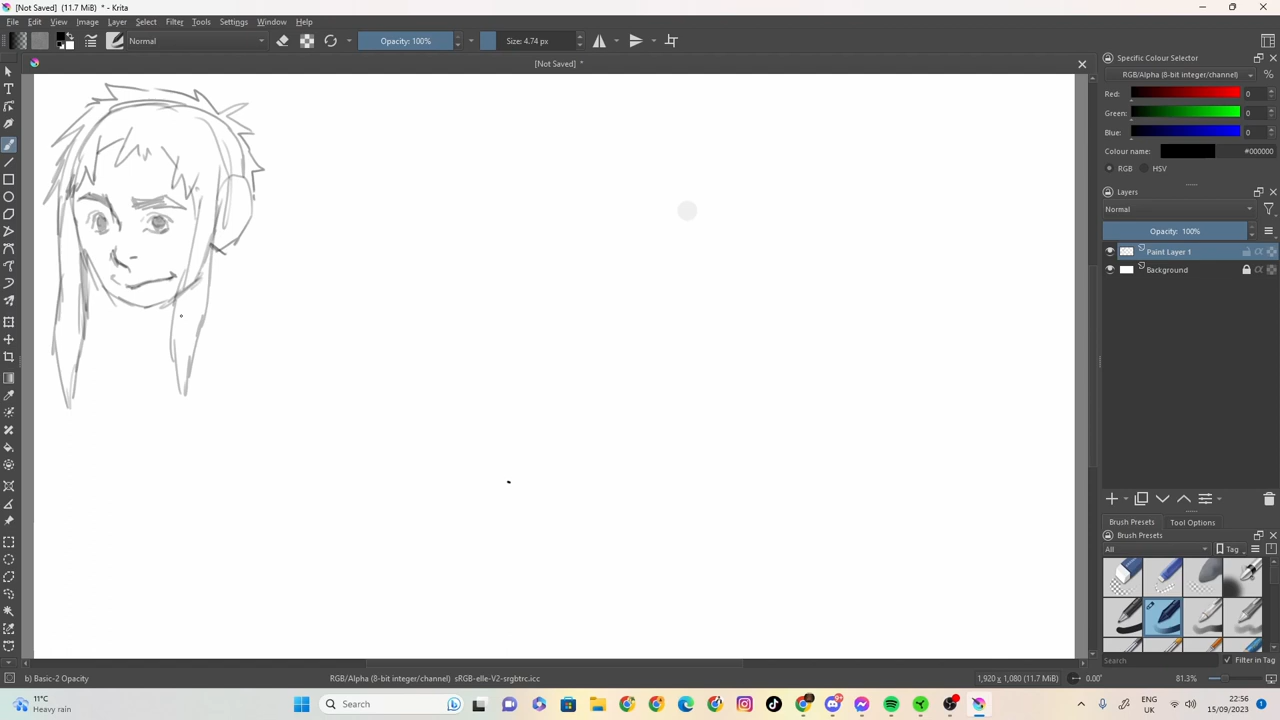 [Not Saved] (11.7 MiB) * - Krita
File Edit View Image Layer Select Filter Tools Settings Window Help
Normal Opacity: 100% Size: 4.74 px
[Not Saved] *
Specific Colour Selector
RGB/Alpha (8-bit integer/channel) %
Red: 0
Green: 0
Blue: 0
Colour name: #000000
RGB HSV
Layers
Normal
Opacity: 100%
Paint Layer 1
Background
Brush Presets Tool Options
Brush Presets
All Tag
Search Filter in Tag
b) Basic-2 Opacity RGB/Alpha (8-bit integer/channel) sRGB-elle-V2-srgbtrc.icc 1,920 x 1,080 (11.7 MiB) 0.00° 81.3%
11°C
Heavy rain
Search
ENG
UK
22:56
15/09/2023